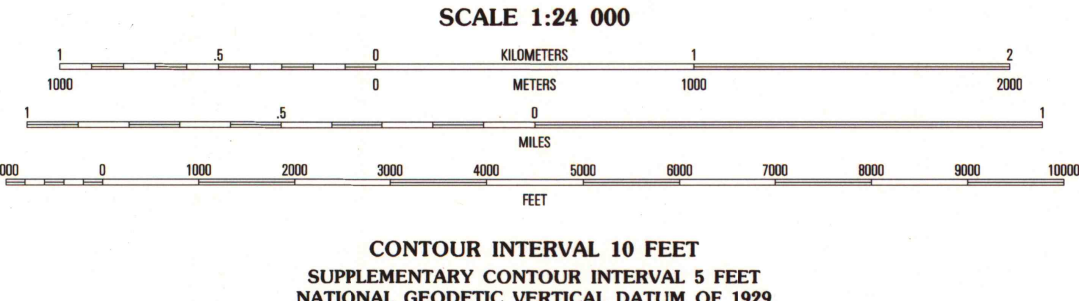 SCALE 1:24 000
1 .5 0 KILOMETERS 1 2
1000 0 METERS 1000 2000
1 .5 0 1
MILES
000 0 1000 2000 3000 4000 5000 6000 7000 8000 9000 10000
FEET
CONTOUR INTERVAL 10 FEET
SUPPLEMENTARY CONTOUR INTERVAL 5 FEET
NATIONAL GEODETIC VERTICAL DATUM OF 1929